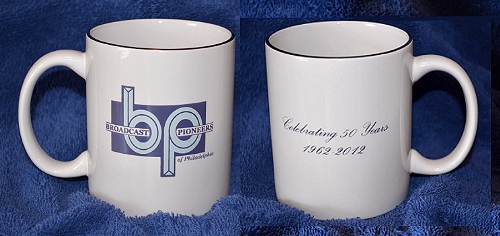 bp
BROADCAST PIONEERS
of Philadelphia
Celebrating 50 Years
1962-2012